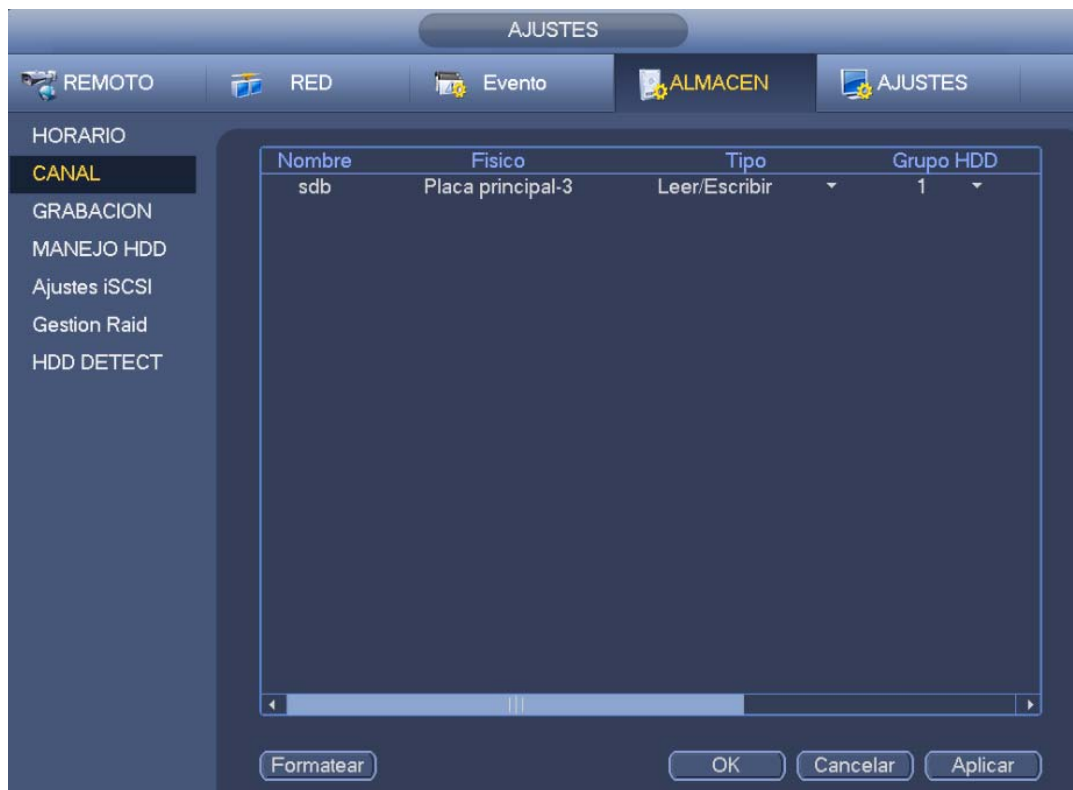 AJUSTES
REMOTO RED Evento ALMACEN AJUSTES
HORARIO
CANAL
GRABACION
MANEJO HDD
Ajustes iSCSI
Gestion Raid
HDD DETECT
Nombre Fisico Tipo Grupo HDD
sdb Placa principal-3 Leer/Escribir 1
Formatear OK Cancelar Aplicar